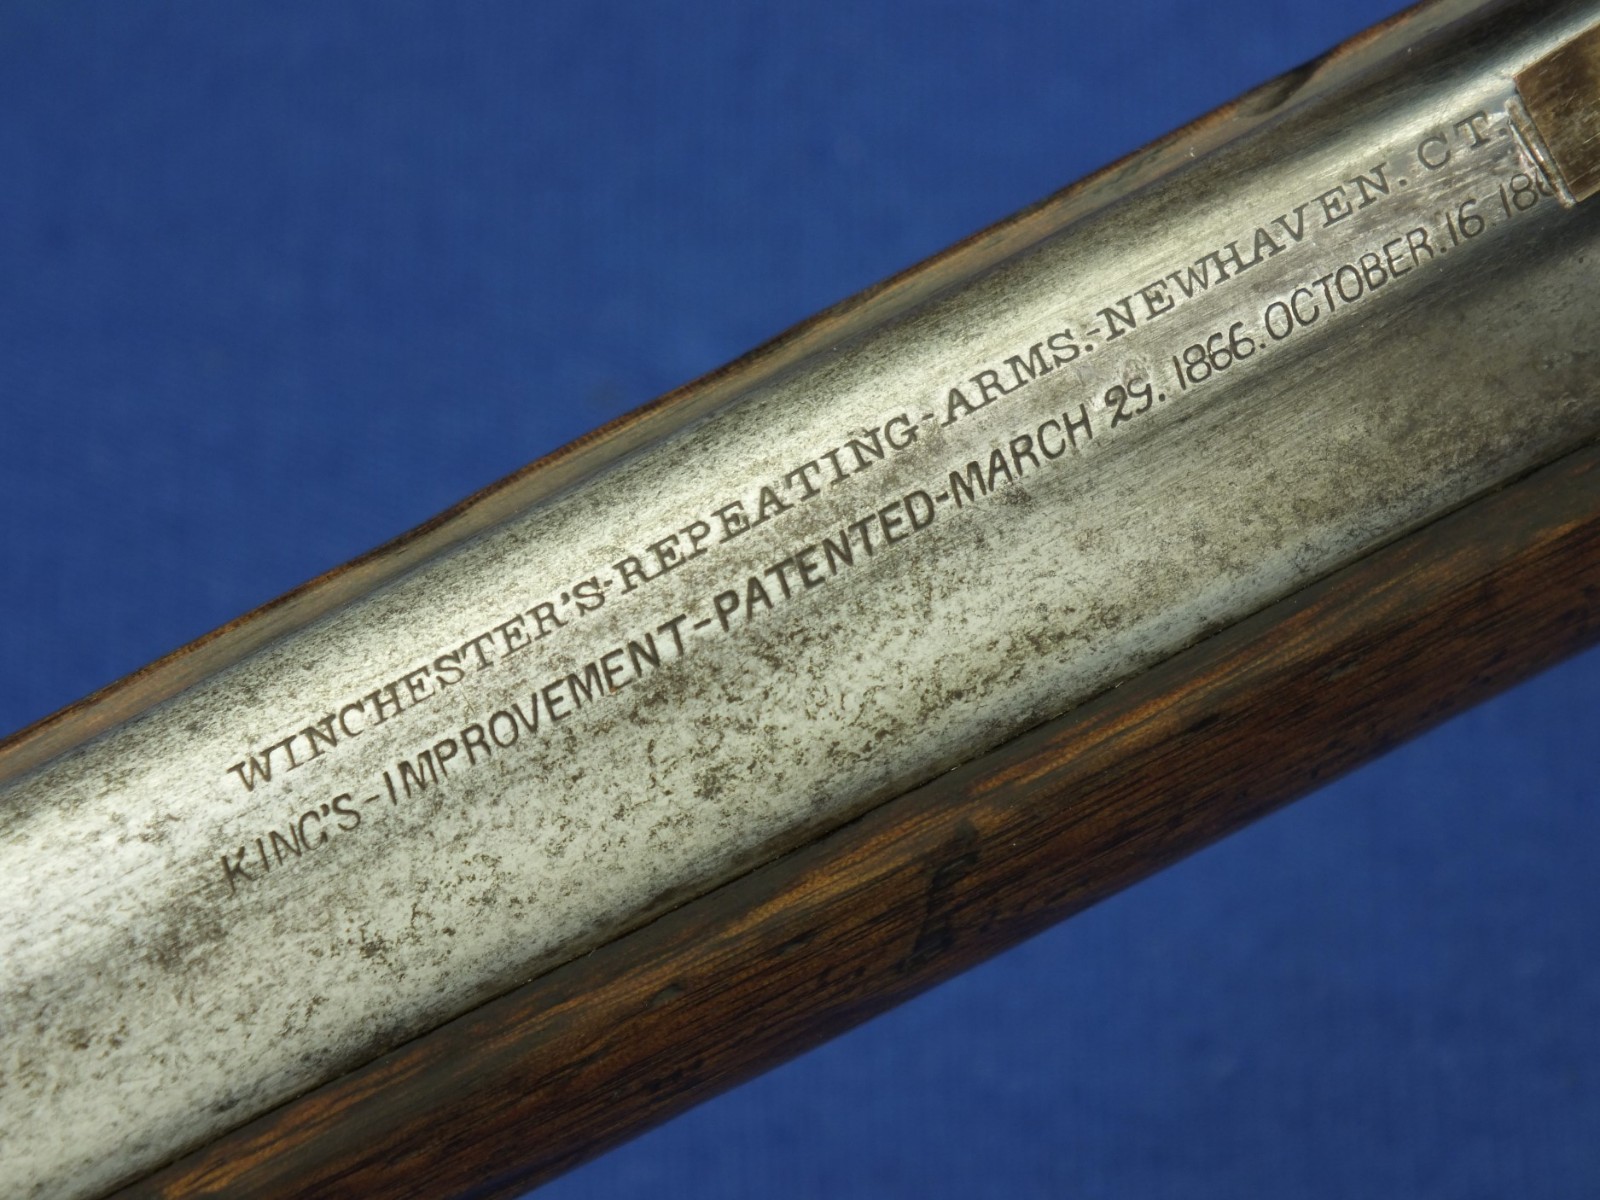 WINCHESTER'S-REPEATING-ARMS.-NEWHAVEN. CT.
KING'S-IMPROVEMENT-PATENTED-MARCH 29. 1866. OCTOBER. 16.